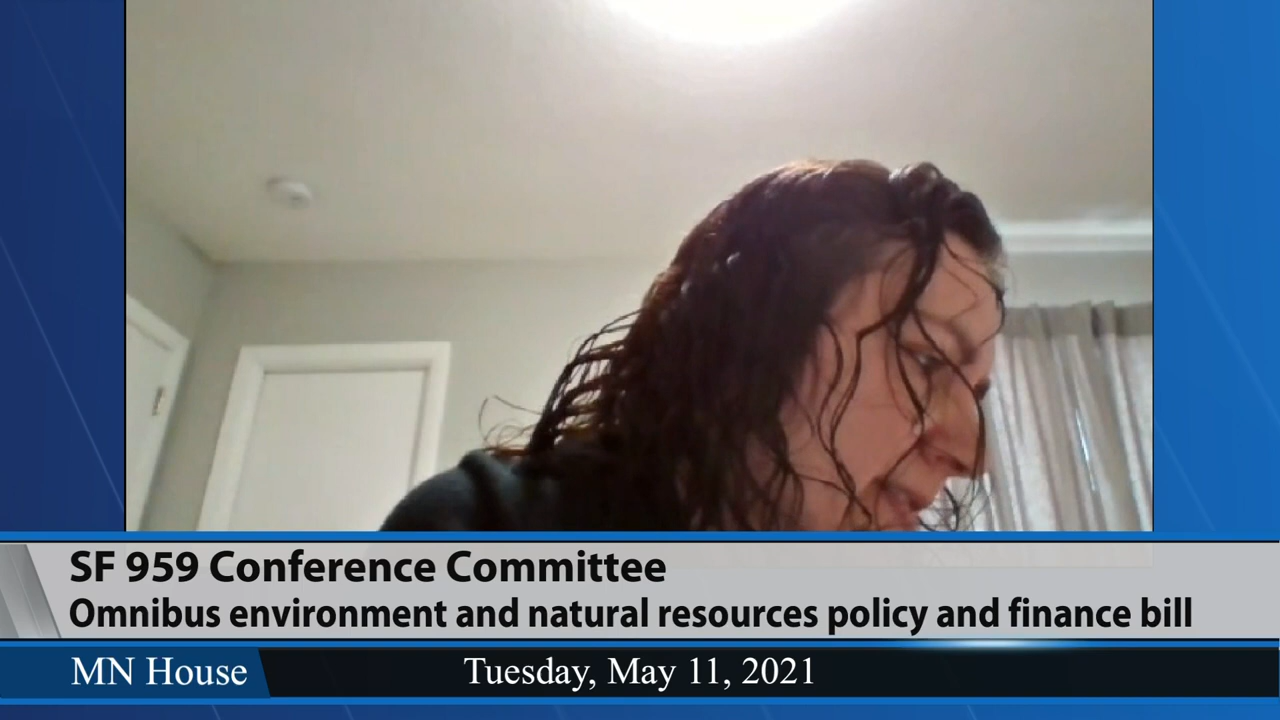 SF 959 Conference Committee
Omnibus environment and natural resources policy and finance bill
MN House Tuesday, May 11, 2021